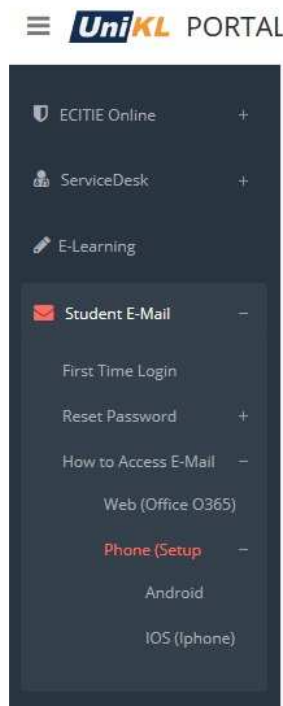 UniKL PORTAL
ECITIE Online +
ServiceDesk +
E-Learning
Student E-Mail −
First Time Login
Reset Password +
How to Access E-Mail −
Web (Office O365)
Phone (Setup −
Android
IOS (Iphone)